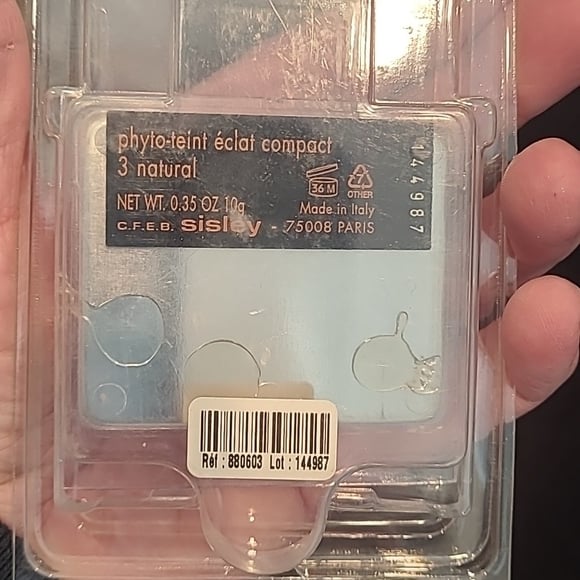 phyto-teint éclat compact
3 natural
36 M
7
OTHER
NET WT. 0.35 OZ 10g
Made in Italy
C.F.E.B. sisley - 75008 PARIS
144987
Réf : 880603 Lot : 144987